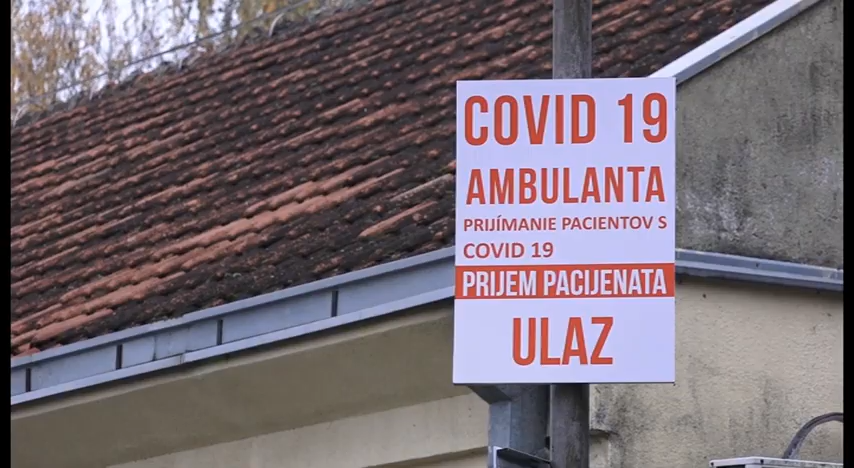 COVID 19
AMBULANTA
PRIJÍMANIE PACIENTOV S
COVID 19
PRIJEM PACIJENATA
ULAZ